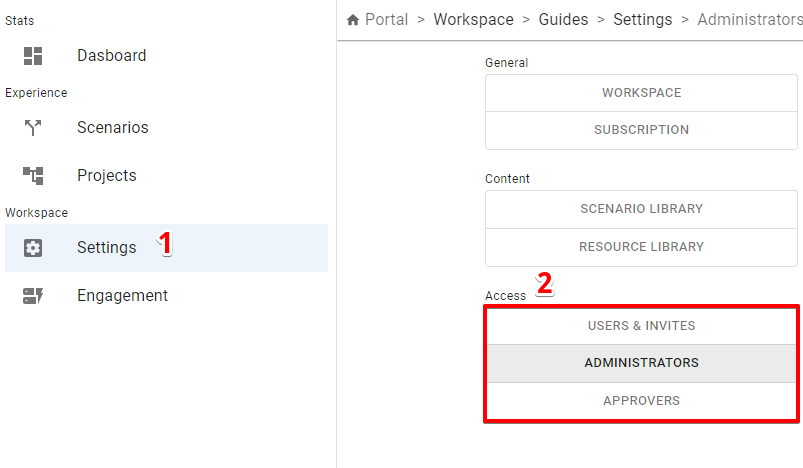 Stats
Dasboard
Experience
Scenarios
Projects
Workspace
Settings 1
Engagement
Portal > Workspace > Guides > Settings > Administrators
General
WORKSPACE
SUBSCRIPTION
Content
SCENARIO LIBRARY
RESOURCE LIBRARY
Access 2
USERS & INVITES
ADMINISTRATORS
APPROVERS